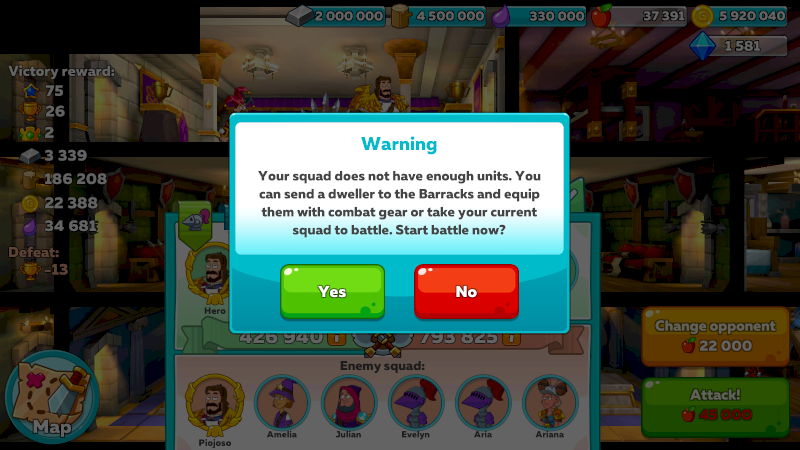 2 000 000
4 500 000
330 000
37 391
5 920 040
1 581
Victory reward:
75
26
2
3 339
186 208
22 388
34 681
Defeat:
-13
Warning
Your squad does not have enough units. You
can send a dweller to the Barracks and equip
them with combat gear or take your current
squad to battle. Start battle now?
Yes
No
Hero
426 940
793 825
Enemy squad:
Piojoso
Amelia
Julian
Evelyn
Aria
Ariana
Change opponent
22 000
Attack!
45 000
Map